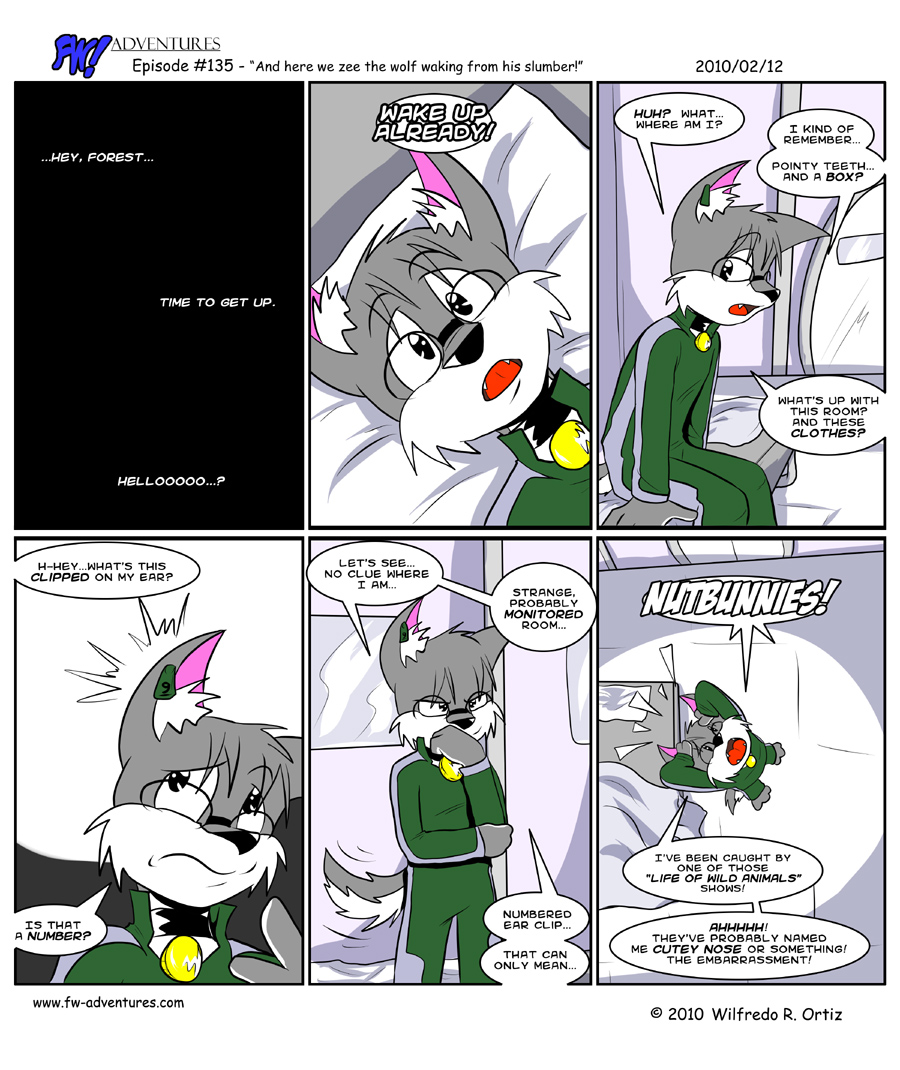 FW! ADVENTURES
Episode #135 - "And here we zee the wolf waking from his slumber!"
2010/02/12
...HEY, FOREST...
TIME TO GET UP.
HELLOOOOO...?
WAKE UP
ALREADY!
HUH? WHAT...
WHERE AM I?
I KIND OF
REMEMBER...
POINTY TEETH...
AND A BOX?
WHAT'S UP WITH
THIS ROOM?
AND THESE
CLOTHES?
H-HEY...WHAT'S THIS
CLIPPED ON MY EAR?
9
IS THAT
A NUMBER?
LET'S SEE...
NO CLUE WHERE
I AM...
STRANGE,
PROBABLY
MONITORED
ROOM...
NUMBERED
EAR CLIP...
THAT CAN
ONLY MEAN...
NUTBUNNIES!
I'VE BEEN CAUGHT BY
ONE OF THOSE
"LIFE OF WILD ANIMALS"
SHOWS!
AHHHHH!
THEY'VE PROBABLY NAMED
ME CUTEY NOSE OR SOMETHING!
THE EMBARRASSMENT!
www.fw-adventures.com
© 2010 Wilfredo R. Ortiz